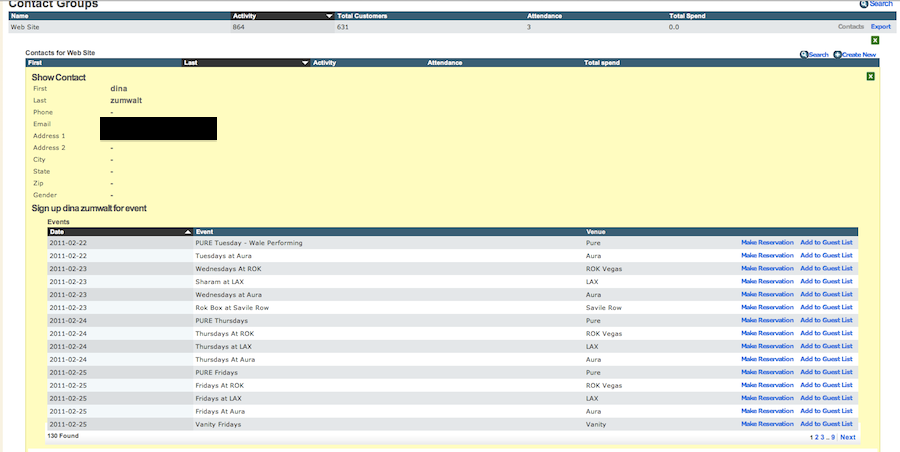 Contact Groups
Search
Name Activity Total Customers Attendance Total Spend
Web Site 864 631 3 0.0 Contacts Export
X
Contacts for Web Site Search Create New
First Last Activity Attendance Total spend
Show Contact X
First dina
Last zumwalt
Phone -
Email
Address 1
Address 2 -
City -
State -
Zip -
Gender -
Sign up dina zumwalt for event
Events
Date Event Venue
2011-02-22 PURE Tuesday - Wale Performing Pure Make Reservation Add to Guest List
2011-02-22 Tuesdays at Aura Aura Make Reservation Add to Guest List
2011-02-23 Wednesdays At ROK ROK Vegas Make Reservation Add to Guest List
2011-02-23 Sharam at LAX LAX Make Reservation Add to Guest List
2011-02-23 Wednesdays at Aura Aura Make Reservation Add to Guest List
2011-02-23 Rok Box at Savile Row Savile Row Make Reservation Add to Guest List
2011-02-24 PURE Thursdays Pure Make Reservation Add to Guest List
2011-02-24 Thursdays At ROK ROK Vegas Make Reservation Add to Guest List
2011-02-24 Thursdays at LAX LAX Make Reservation Add to Guest List
2011-02-24 Thursdays At Aura Aura Make Reservation Add to Guest List
2011-02-25 PURE Fridays Pure Make Reservation Add to Guest List
2011-02-25 Fridays At ROK ROK Vegas Make Reservation Add to Guest List
2011-02-25 Fridays at LAX LAX Make Reservation Add to Guest List
2011-02-25 Fridays At Aura Aura Make Reservation Add to Guest List
2011-02-25 Vanity Fridays Vanity Make Reservation Add to Guest List
130 Found 1 2 3 .. 9 Next